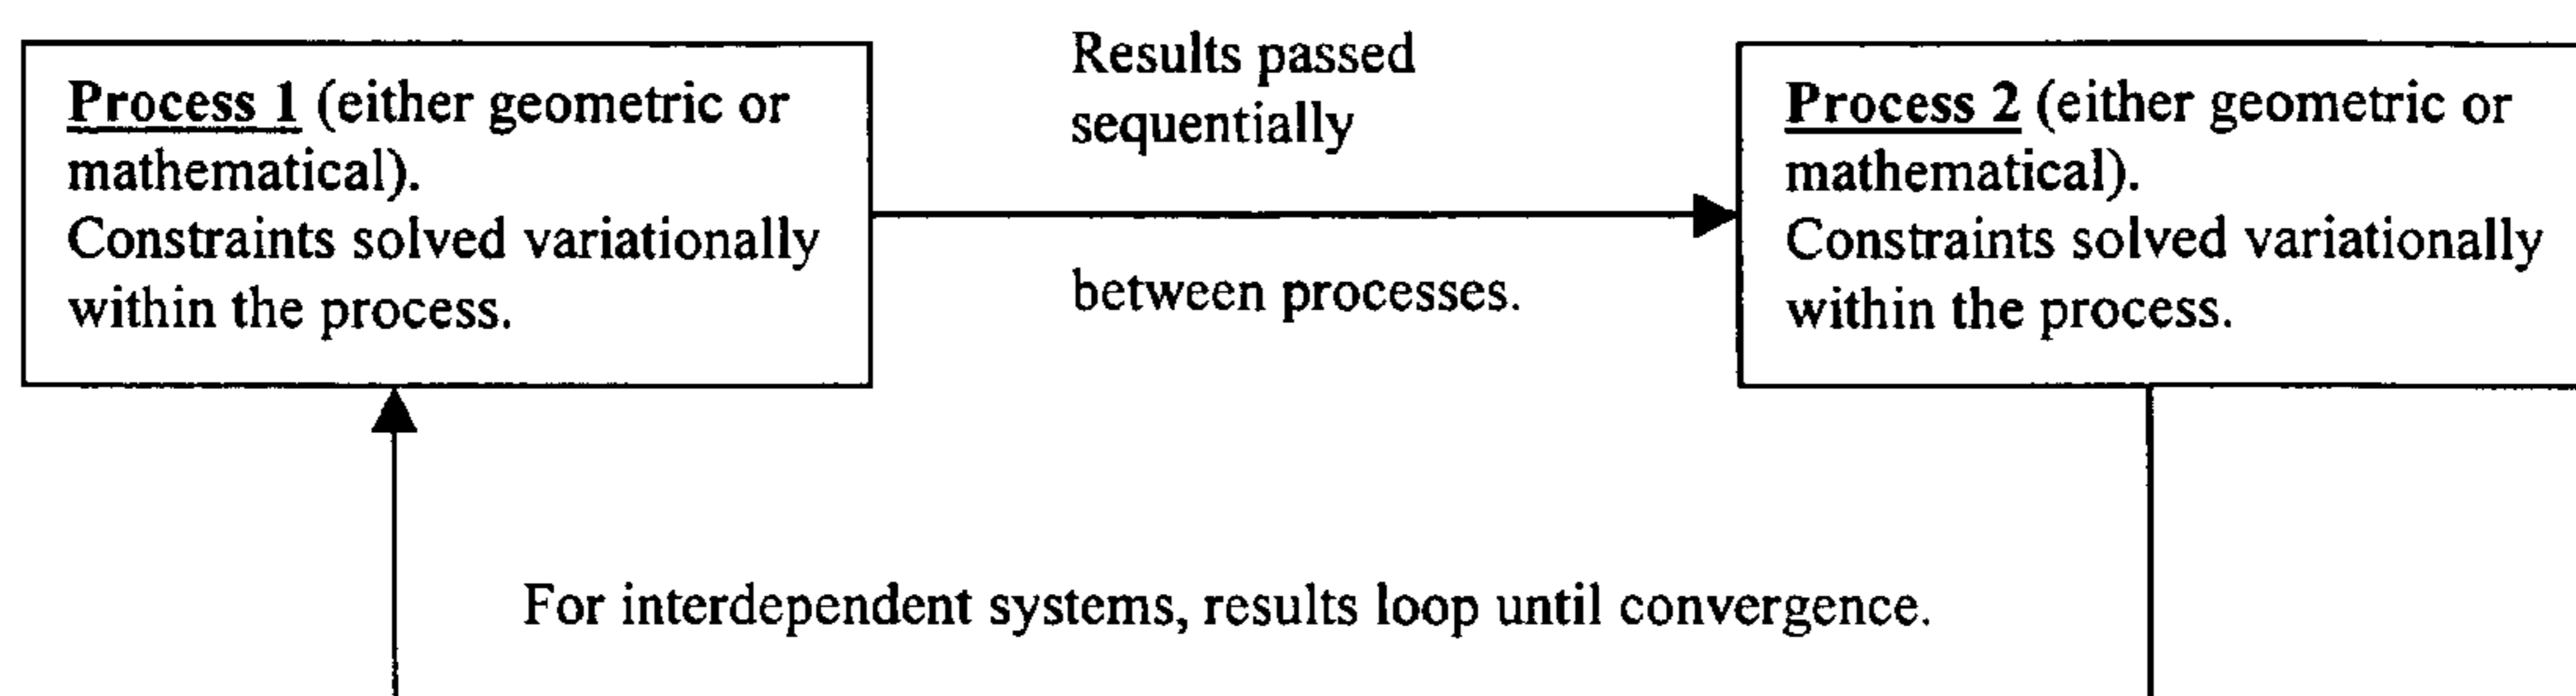 Process 1 (either geometric or
mathematical).
Constraints solved variationally
within the process.
Results passed
sequentially
between processes.
Process 2 (either geometric or
mathematical).
Constraints solved variationally
within the process.
For interdependent systems, results loop until convergence.